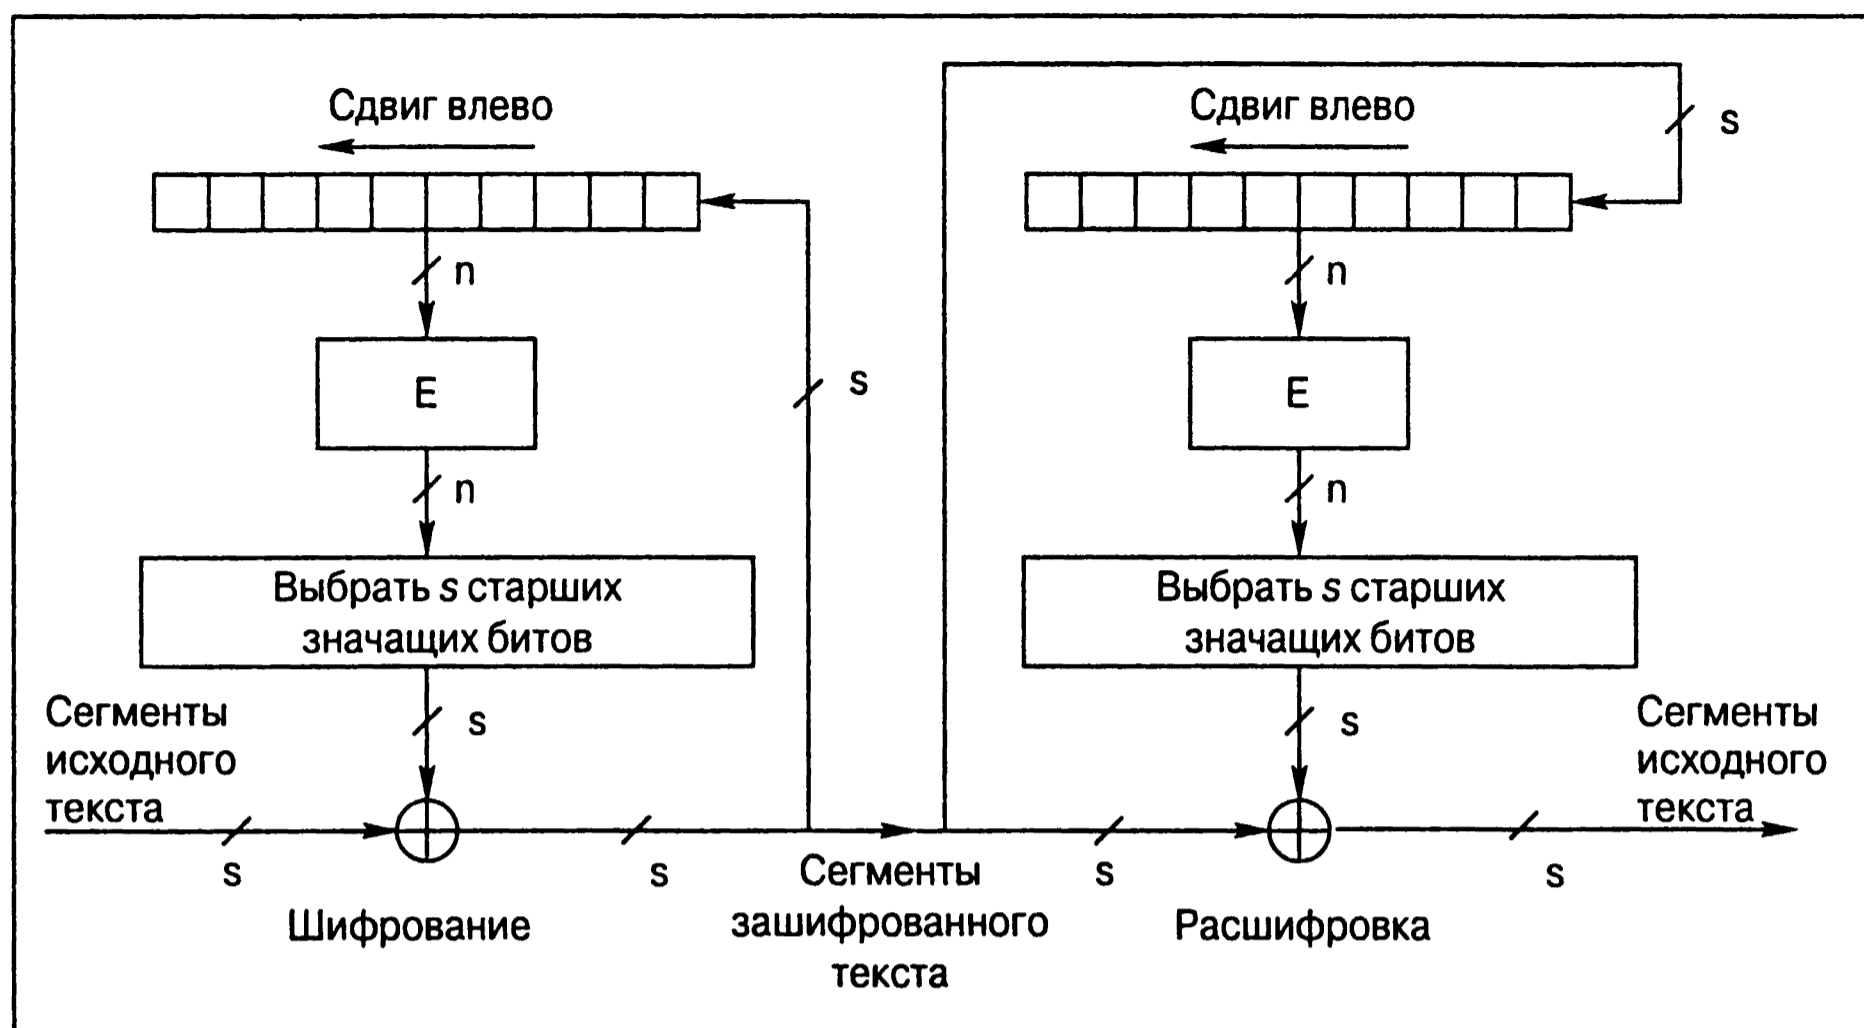 Сдвиг влево
Сдвиг влево
s
n
n
s
E
E
n
n
Выбрать s старших
значащих битов
Выбрать s старших
значащих битов
Сегменты
исходного
текста
s
s
Сегменты
исходного
текста
s
s
Сегменты
зашифрованного
текста
s
s
Шифрование
Расшифровка